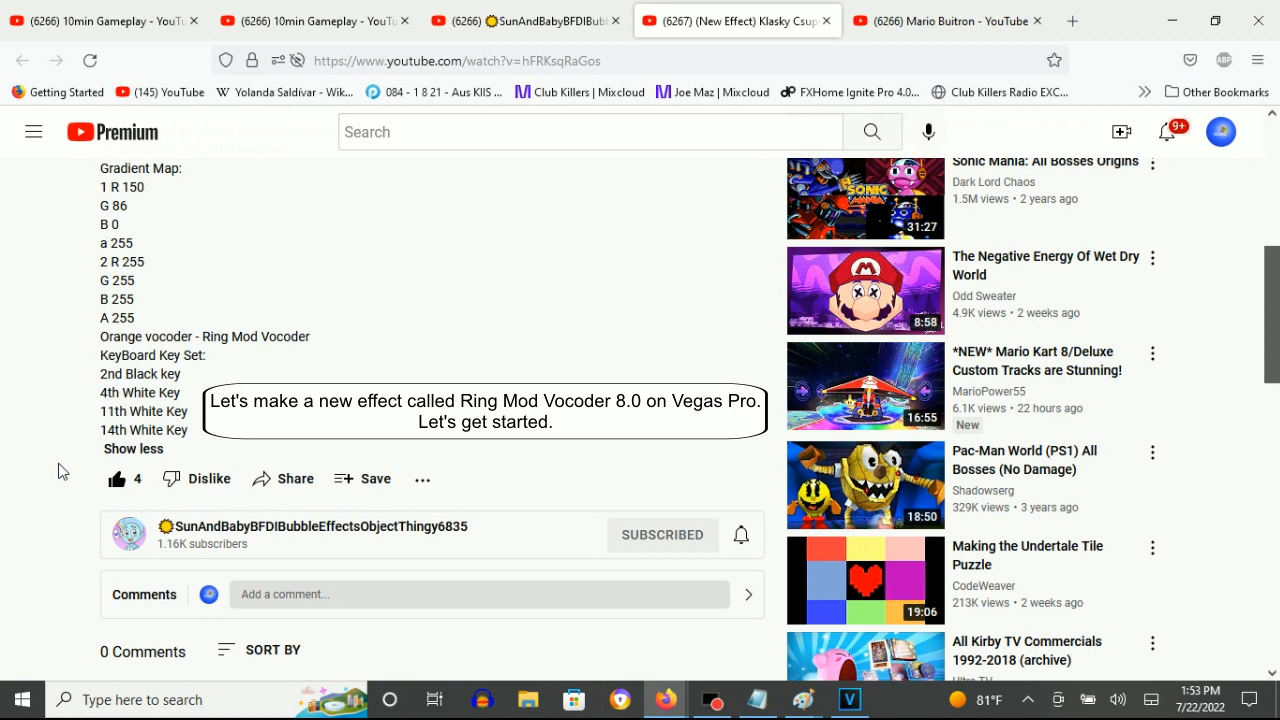 (6266) 10min Gameplay - YouTu
(6266) 10min Gameplay - YouTu
(6266) 🌞SunAndBabyBFDIBubb
(6267) (New Effect) Klasky Csup
(6266) Mario Buitron - YouTube
https://www.youtube.com/watch?v=hFRKsqRaGos
Getting Started
(145) YouTube
Yolanda Saldívar - Wik...
084 - 1 8 21 - Aus KIIS ...
Club Killers | Mixcloud
Joe Maz | Mixcloud
FXHome Ignite Pro 4.0...
Club Killers Radio EXC...
Other Bookmarks
Premium
Search
9+
Gradient Map:
1 R 150
G 86
B 0
a 255
2 R 255
G 255
B 255
A 255
Orange vocoder - Ring Mod Vocoder
KeyBoard Key Set:
2nd Black key
4th White Key
11th White Key
14th White Key
Show less
Let's make a new effect called Ring Mod Vocoder 8.0 on Vegas Pro.
Let's get started.
4
Dislike
Share
Save
🌞SunAndBabyBFDIBubbleEffectsObjectThingy6835
1.16K subscribers
SUBSCRIBED
Comments
Add a comment...
0 Comments
SORT BY
SONIC
MANIA
31:27
Sonic Mania: All Bosses Origins
Dark Lord Chaos
1.5M views • 2 years ago
8:58
The Negative Energy Of Wet Dry
World
Odd Sweater
4.9K views • 2 weeks ago
16:55
*NEW* Mario Kart 8/Deluxe
Custom Tracks are Stunning!
MarioPower55
6.1K views • 22 hours ago
New
18:50
Pac-Man World (PS1) All
Bosses (No Damage)
Shadowserg
329K views • 3 years ago
19:06
Making the Undertale Tile
Puzzle
CodeWeaver
213K views • 2 weeks ago
All Kirby TV Commercials
1992-2018 (archive)
Type here to search
81°F
1:53 PM
7/22/2022